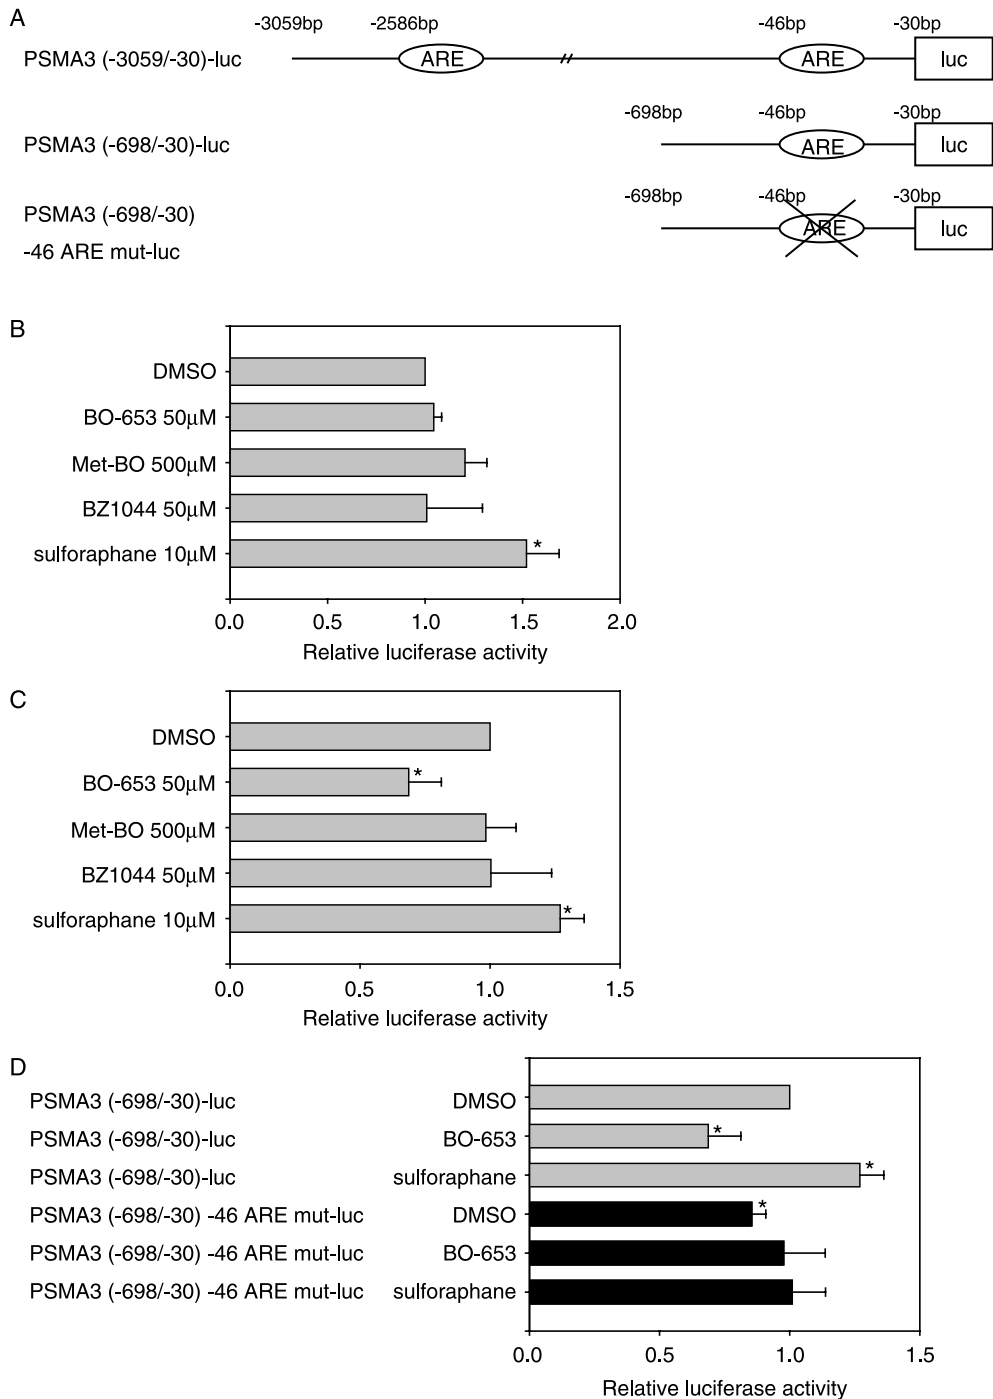 A
-3059bp -2586bp -46bp -30bp
PSMA3 (-3059/-30)-luc ARE // ARE luc
-698bp -46bp -30bp
PSMA3 (-698/-30)-luc ARE luc
PSMA3 (-698/-30) -698bp -46bp -30bp
-46 ARE mut-luc ARE luc
B
DMSO
BO-653 50μM
Met-BO 500μM
BZ1044 50μM
sulforaphane 10μM *
0.0 0.5 1.0 1.5 2.0
Relative luciferase activity
C
DMSO
BO-653 50μM *
Met-BO 500μM
BZ1044 50μM
sulforaphane 10μM *
0.0 0.5 1.0 1.5
Relative luciferase activity
D
PSMA3 (-698/-30)-luc DMSO
PSMA3 (-698/-30)-luc BO-653 *
PSMA3 (-698/-30)-luc sulforaphane *
PSMA3 (-698/-30) -46 ARE mut-luc DMSO *
PSMA3 (-698/-30) -46 ARE mut-luc BO-653
PSMA3 (-698/-30) -46 ARE mut-luc sulforaphane
0.0 0.5 1.0 1.5
Relative luciferase activity